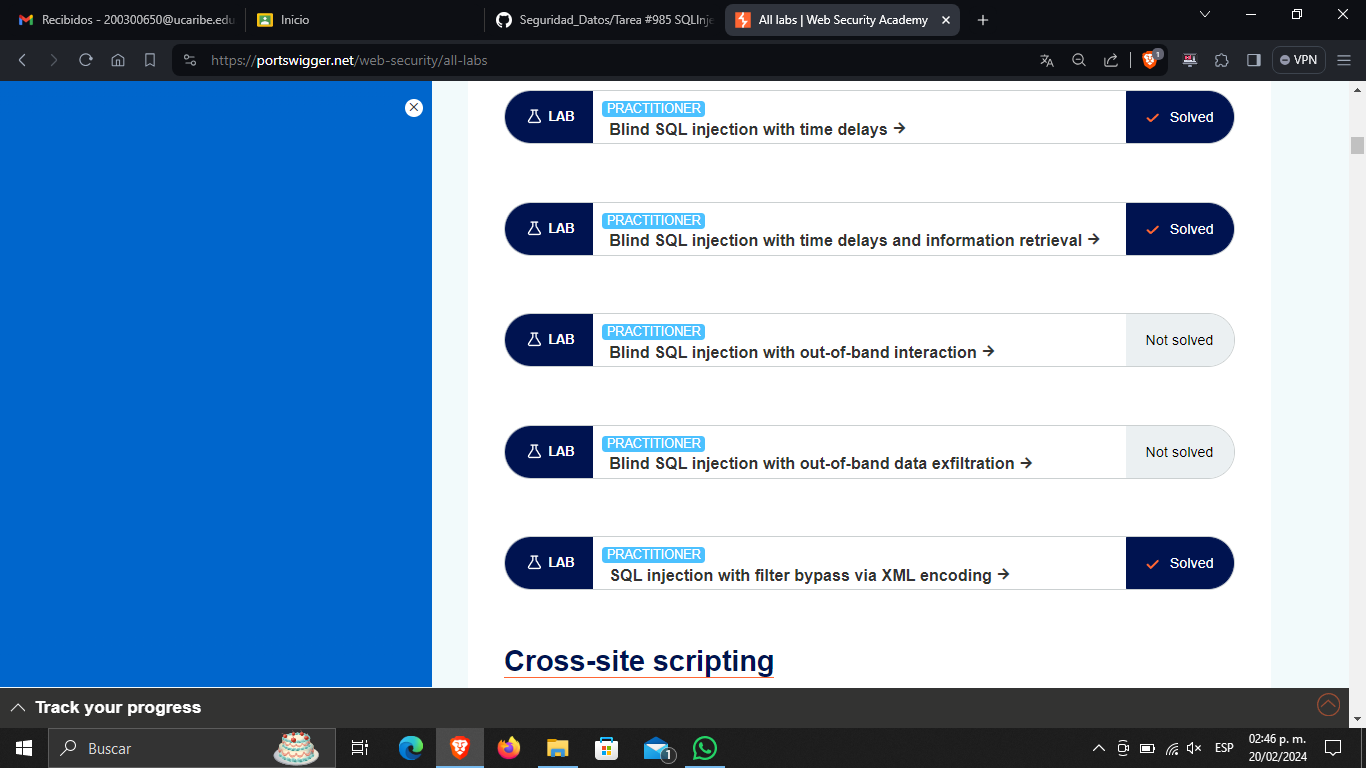 Recibidos - 200300650@ucaribe.edu
Inicio
Seguridad_Datos/Tarea #985 SQLInje
All labs | Web Security Academy
https://portswigger.net/web-security/all-labs
1
VPN
LAB
PRACTITIONER
Blind SQL injection with time delays
Solved
LAB
PRACTITIONER
Blind SQL injection with time delays and information retrieval
Solved
LAB
PRACTITIONER
Blind SQL injection with out-of-band interaction
Not solved
LAB
PRACTITIONER
Blind SQL injection with out-of-band data exfiltration
Not solved
LAB
PRACTITIONER
SQL injection with filter bypass via XML encoding
Solved
Cross-site scripting
Track your progress
Buscar
1
ESP
02:46 p. m.
20/02/2024